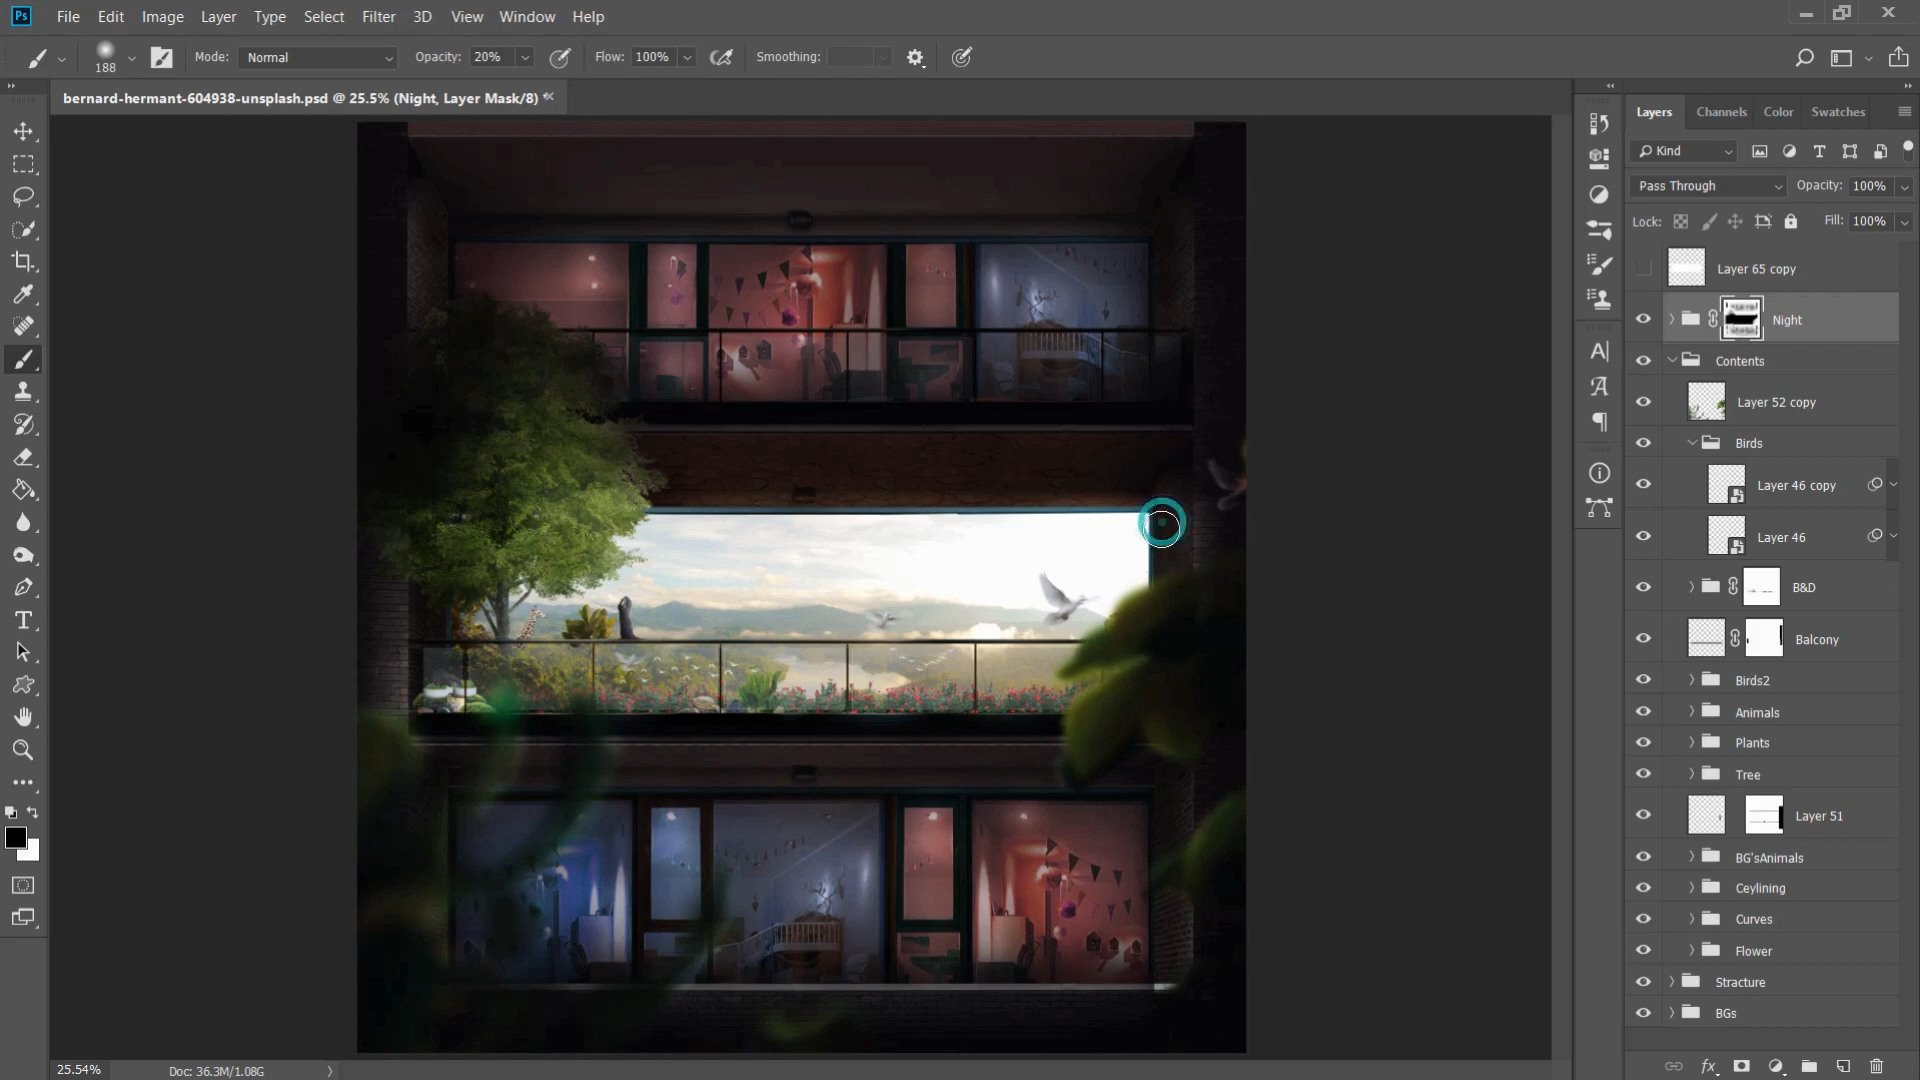 Ps File Edit Image Layer Type Select Filter 3D View Window Help
188 Mode: Normal Opacity: 20% Flow: 100% Smoothing:
bernard-hermant-604938-unsplash.psd @ 25.5% (Night, Layer Mask/8) *
Layers Channels Color Swatches
Kind
Pass Through Opacity: 100%
Lock: Fill: 100%
Layer 65 copy
Night
Contents
Layer 52 copy
Birds
Layer 46 copy
Layer 46
B&D
Balcony
Birds2
Animals
Plants
Tree
Layer 51
BG'sAnimals
Ceylining
Curves
Flower
Stracture
BGs
25.54% Doc: 36.3M/1.08G